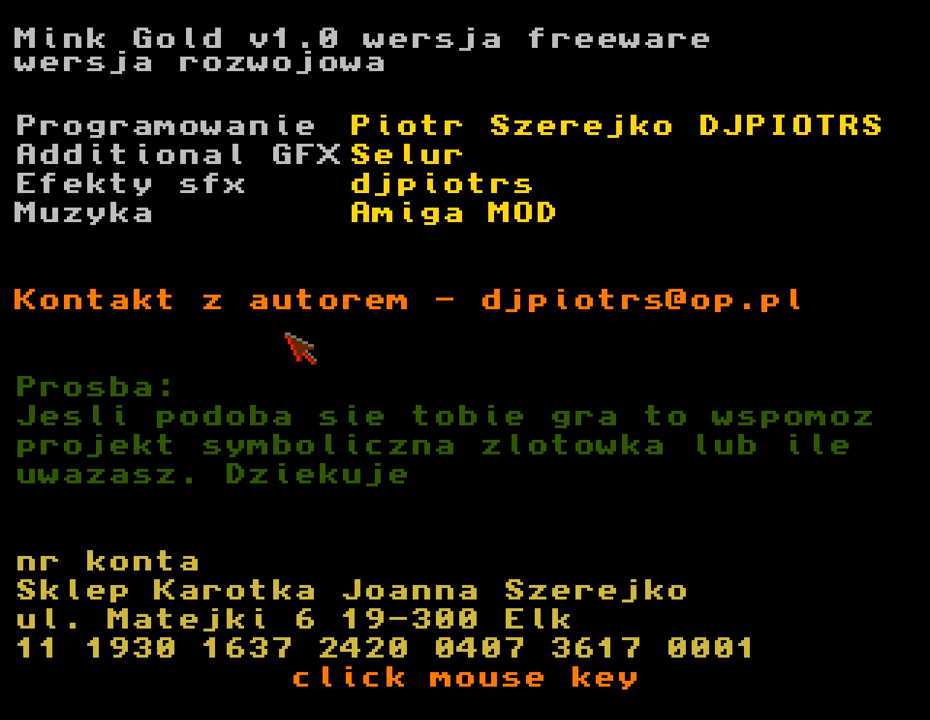 Mink Gold v1.0 wersja freeware
wersja rozwojowa
Programowanie Piotr Szerejko DJPIOTRS
Additional GFX Selur
Efekty sfx djpiotrs
Muzyka Amiga MOD
Kontakt z autorem - djpiotrs@op.pl
Prosba:
Jesli podoba sie tobie gra to wspomoz
projekt symboliczna zlotowka lub ile
uwazasz. Dziekuje
nr konta
Sklep Karotka Joanna Szerejko
ul. Matejki 6 19-300 Elk
11 1930 1637 2420 0407 3617 0001
click mouse key